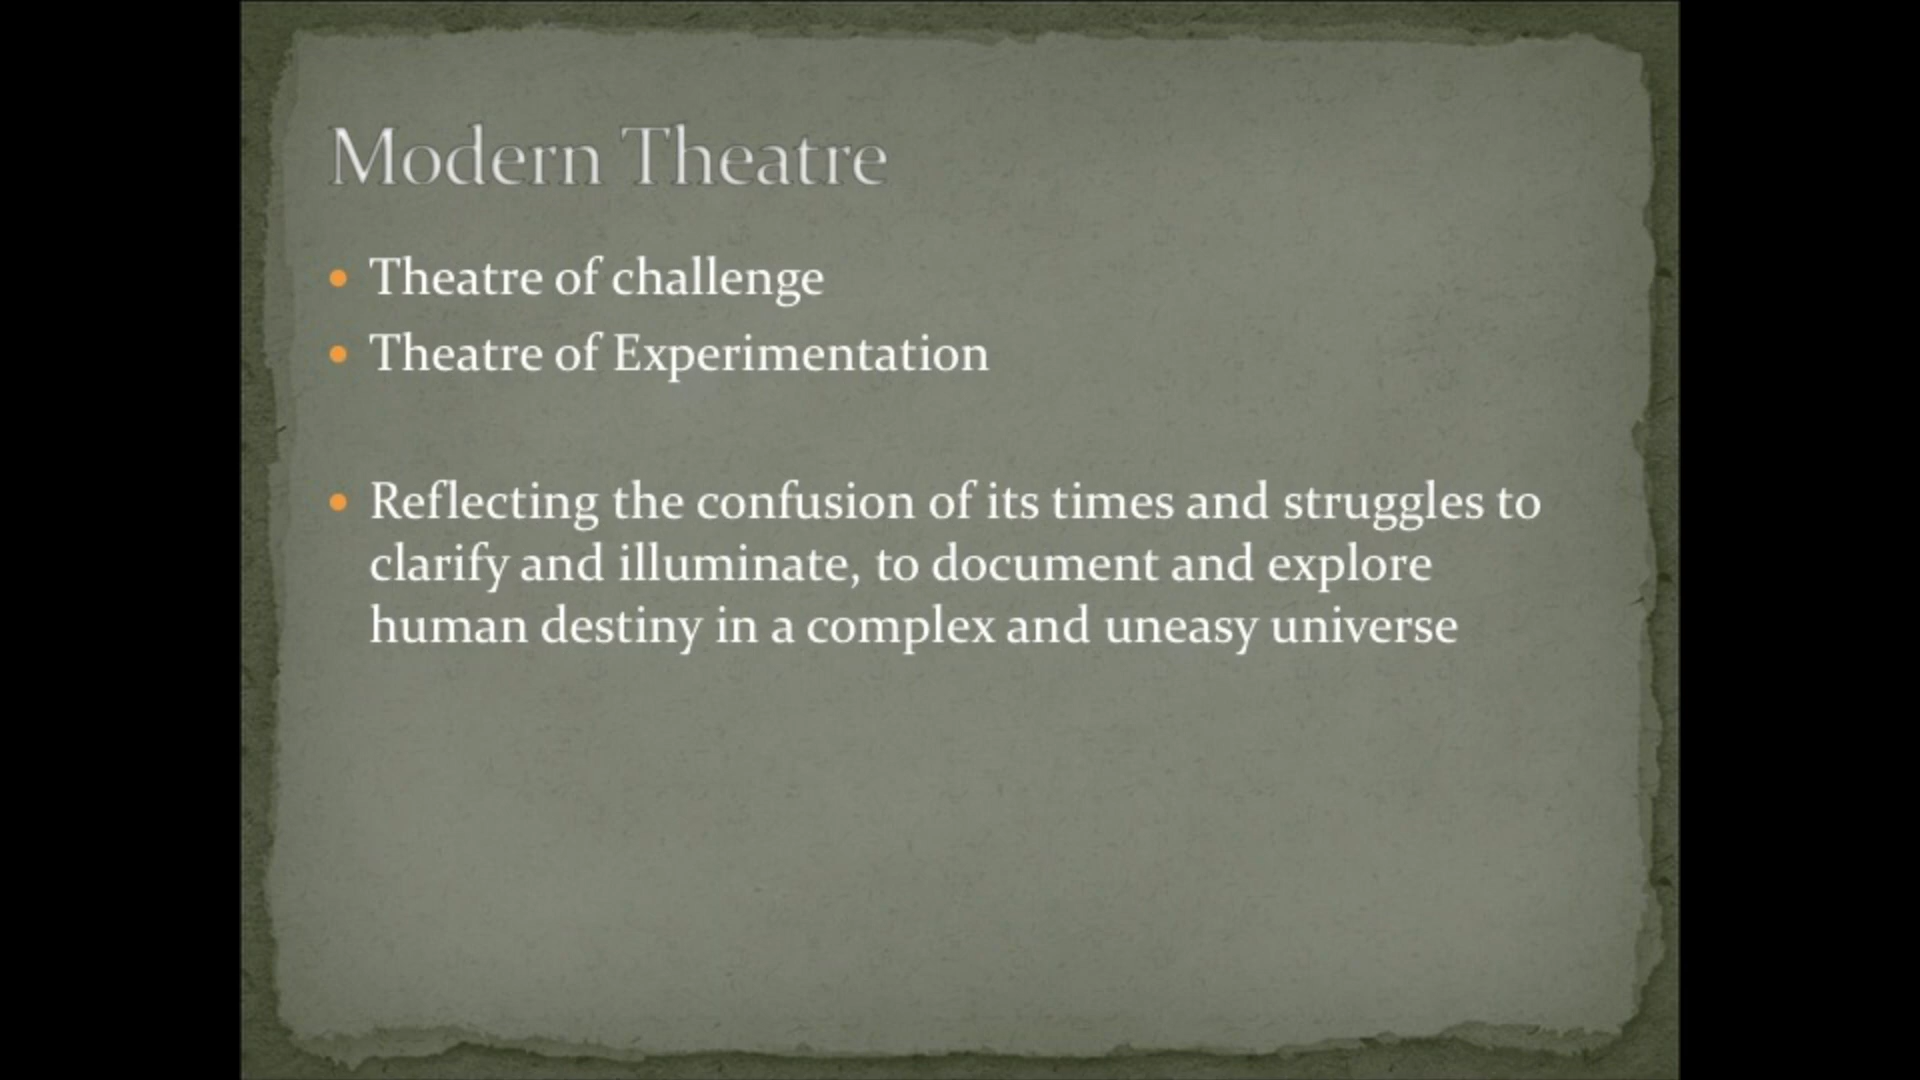 Modern Theatre
Theatre of challenge
Theatre of Experimentation
Reflecting the confusion of its times and struggles to
clarify and illuminate, to document and explore
human destiny in a complex and uneasy universe